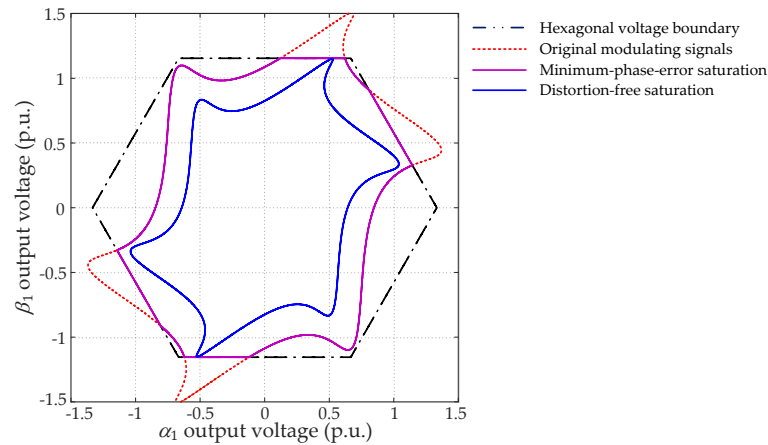 Hexagonal voltage boundary
Original modulating signals
Minimum-phase-error saturation
Distortion-free saturation
β1 output voltage (p.u.)
1.5
1
0.5
0
-0.5
-1
-1.5
-1.5 -1 -0.5 0 0.5 1 1.5
α1 output voltage (p.u.)